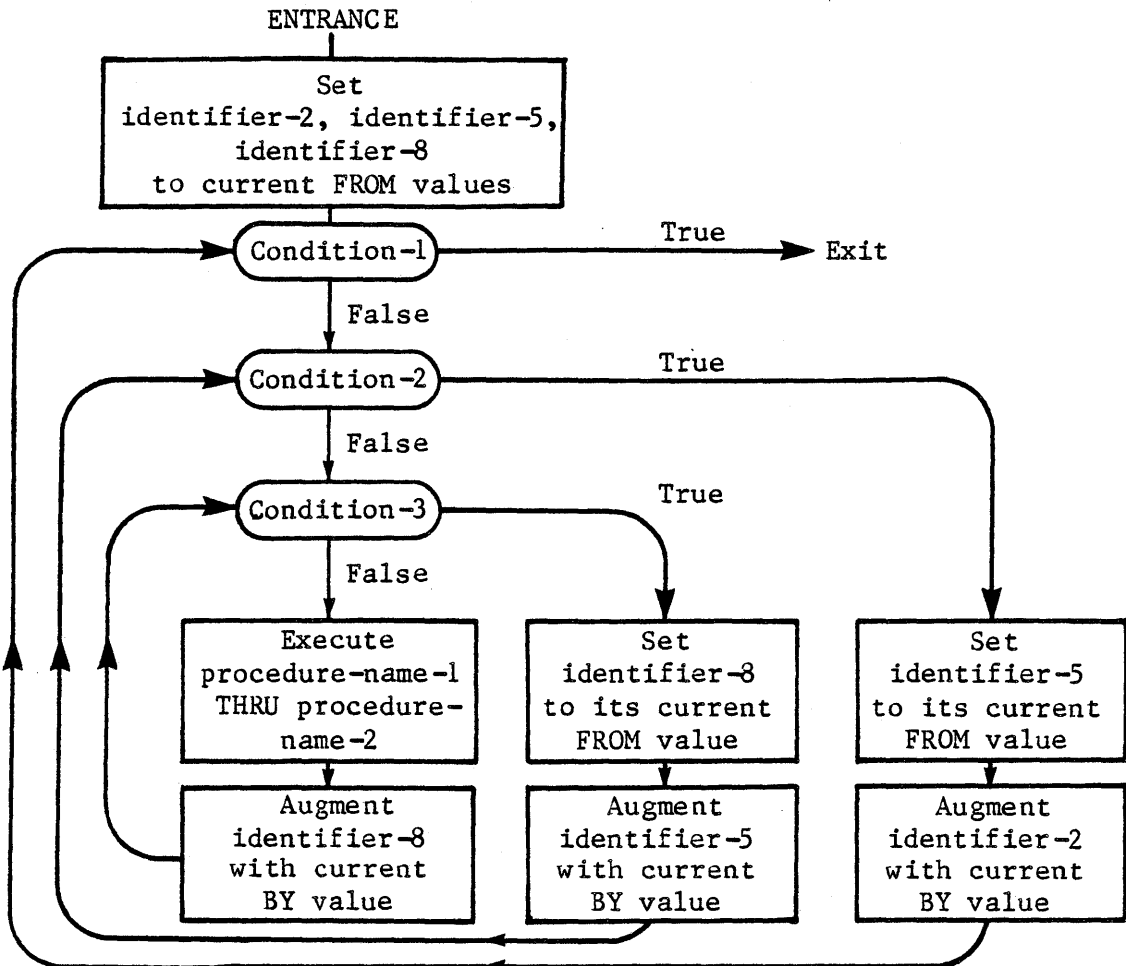 ENTRANCE
Set
identifier-2, identifier-5,
identifier-8
to current FROM values
Condition-1
True
Exit
False
Condition-2
True
False
Condition-3
True
False
Execute
procedure-name-1
THRU procedure-
name-2
Set
identifier-8
to its current
FROM value
Set
identifier-5
to its current
FROM value
Augment
identifier-8
with current
BY value
Augment
identifier-5
with current
BY value
Augment
identifier-2
with current
BY value